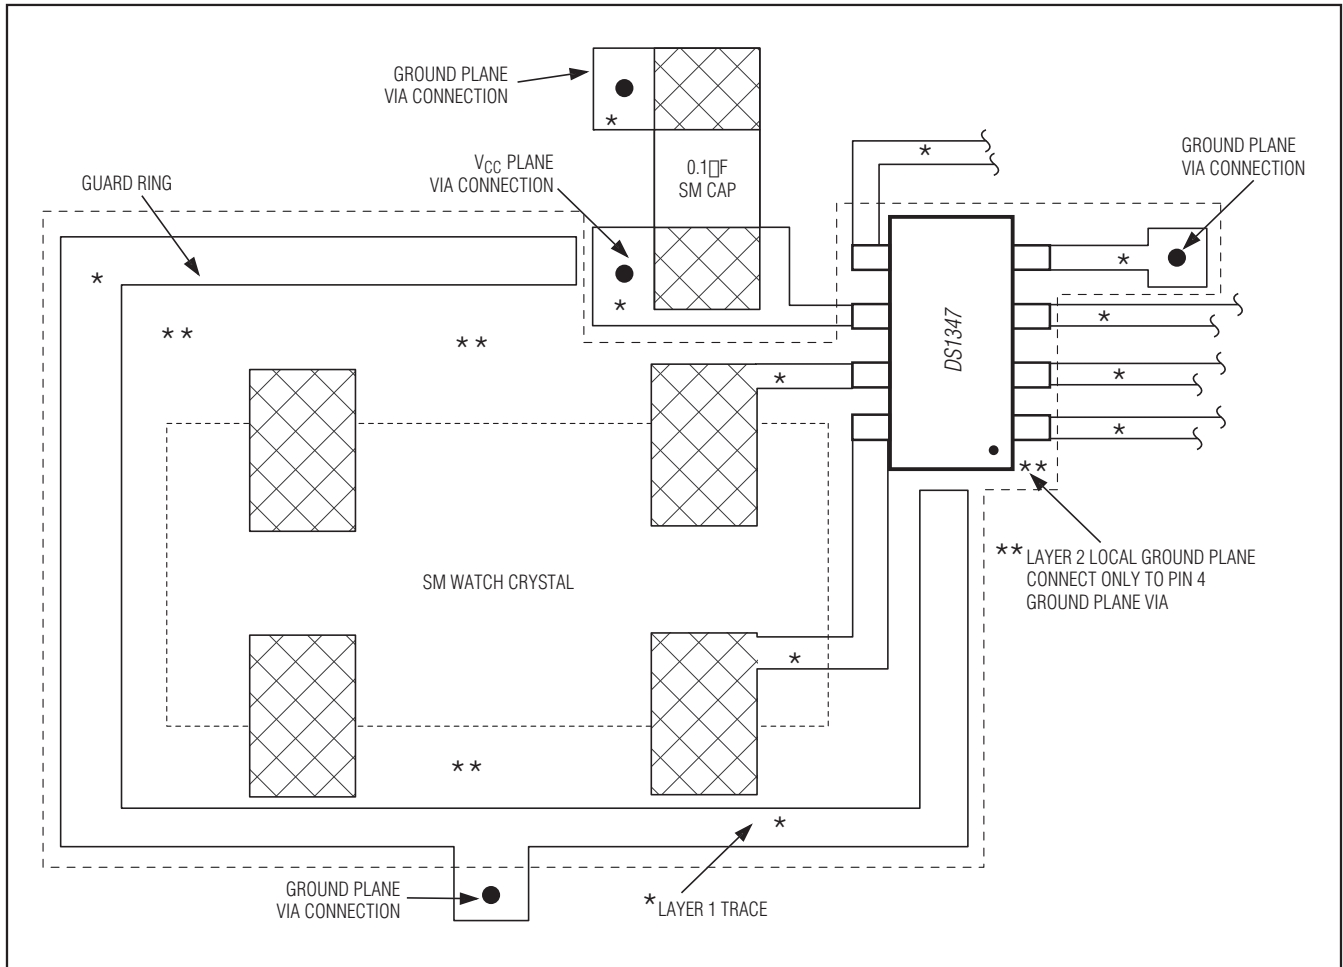 GROUND PLANE
VIA CONNECTION
VCC PLANE
VIA CONNECTION
GUARD RING
0.1▯F
SM CAP
GROUND PLANE
VIA CONNECTION
*
*
*
*
*
**
**
*
*
*
*
*
DS1347
**
** LAYER 2 LOCAL GROUND PLANE
CONNECT ONLY TO PIN 4
GROUND PLANE VIA
SM WATCH CRYSTAL
*
**
*
GROUND PLANE
VIA CONNECTION
* LAYER 1 TRACE